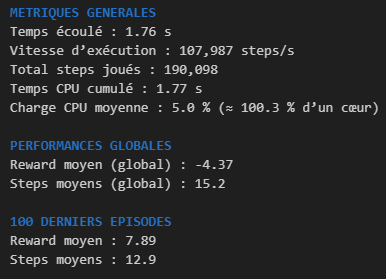 METRIQUES GENERALES
Temps écoulé : 1.76 s
Vitesse d’exécution : 107,987 steps/s
Total steps joués : 190,098
Temps CPU cumulé : 1.77 s
Charge CPU moyenne : 5.0 % (≈ 100.3 % d’un cœur)
PERFORMANCES GLOBALES
Reward moyen (global) : -4.37
Steps moyens (global) : 15.2
100 DERNIERS EPISODES
Reward moyen : 7.89
Steps moyens : 12.9